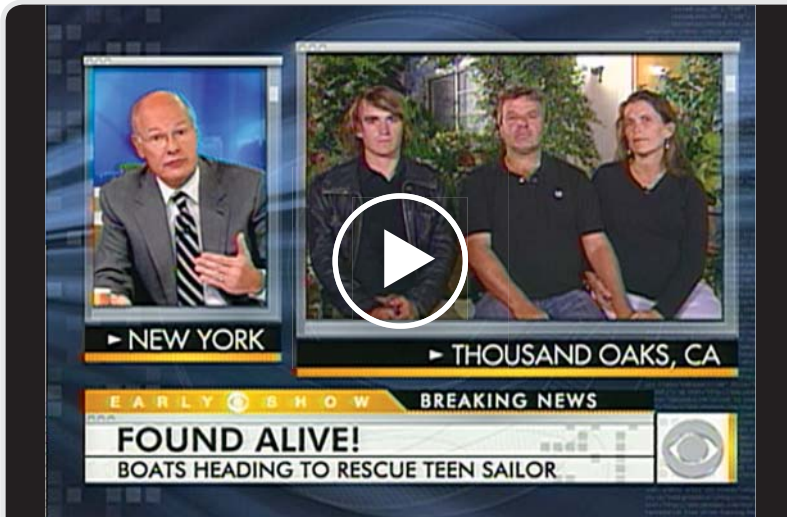 ► NEW YORK
► THOUSAND OAKS, CA
EARLY SHOW BREAKING NEWS
FOUND ALIVE!
BOATS HEADING TO RESCUE TEEN SAILOR